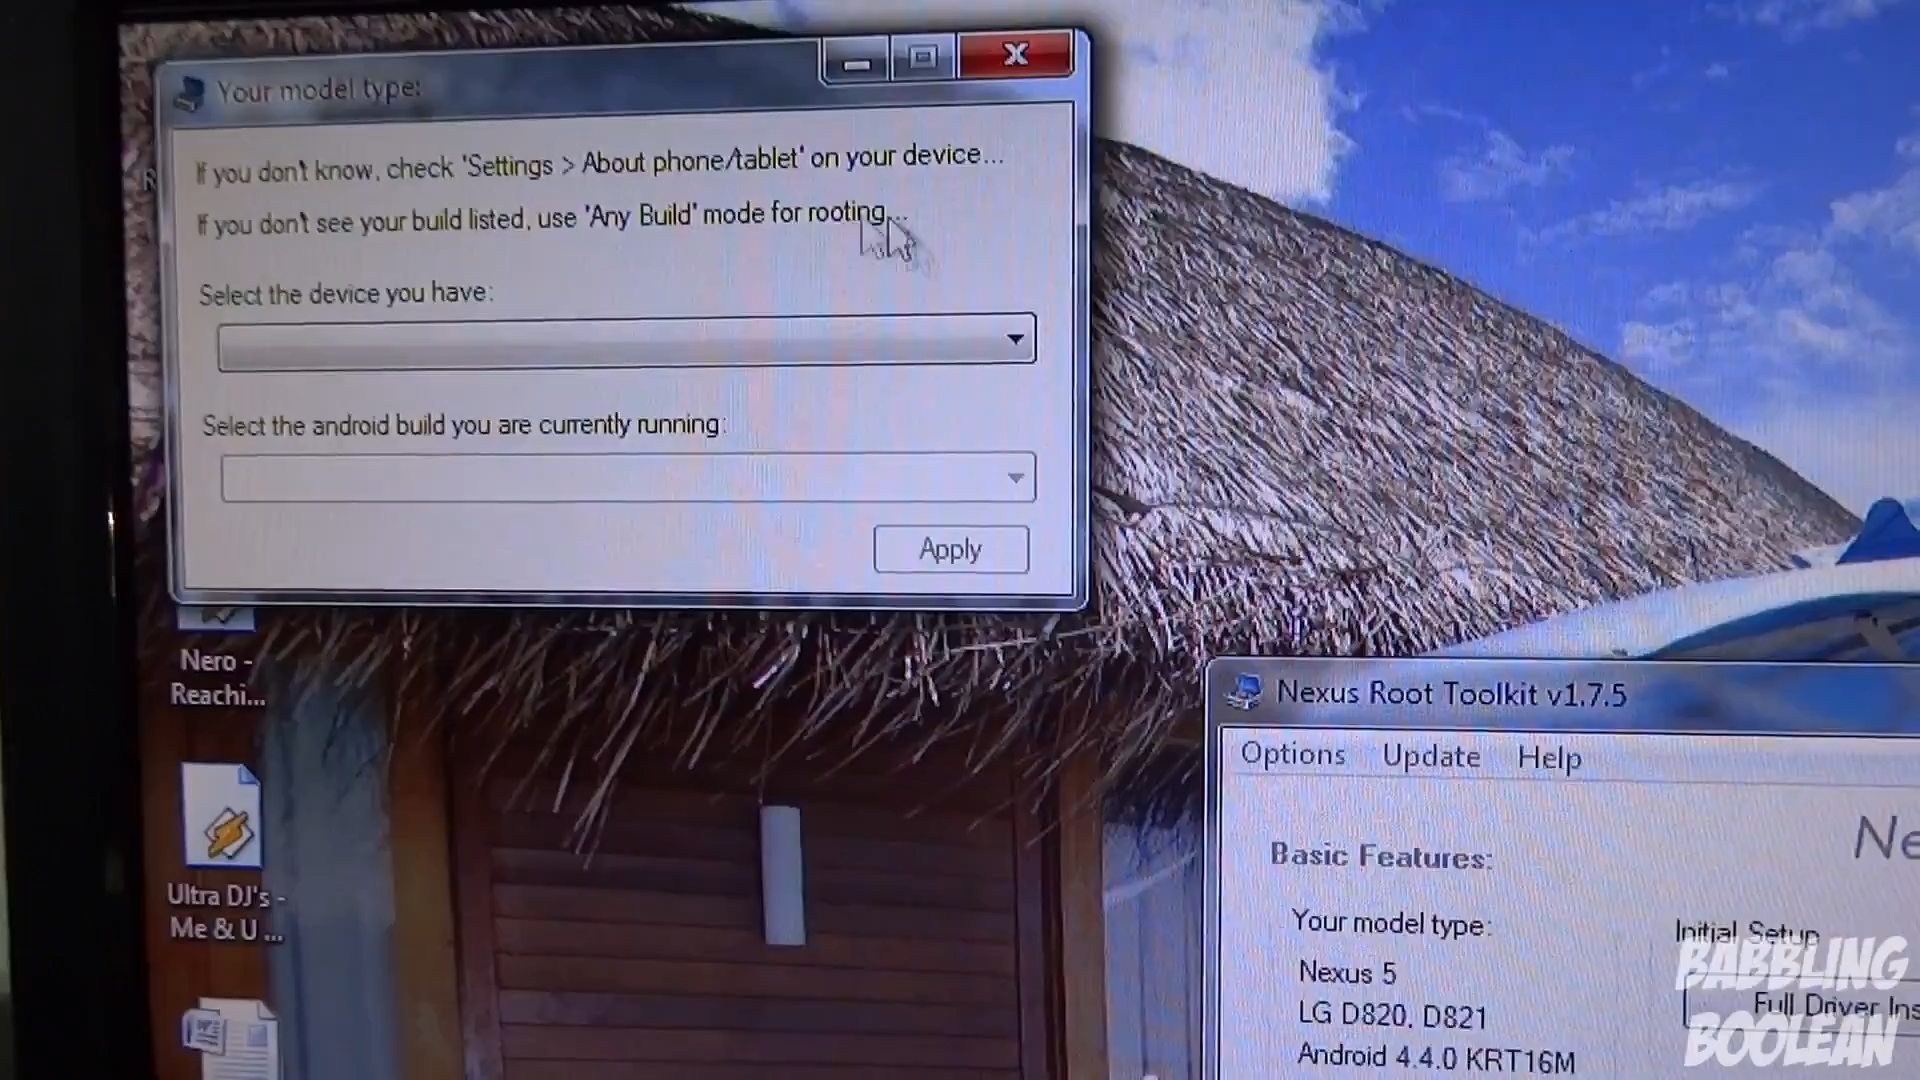 Your model type:
If you don't know, check 'Settings > About phone/tablet' on your device...
If you don't see your build listed, use 'Any Build' mode for rooting...
Select the device you have:
Select the android build you are currently running:
Apply
Nero -
Reachi...
Ultra DJ's -
Me & U ...
Nexus Root Toolkit v1.7.5
Options Update Help
Ne
Basic Features:
Your model type:
Nexus 5
LG D820, D821
Android 4.4.0 KRT16M
Initial Setup
Full Driver Ins
BABBLING
BOOLEAN